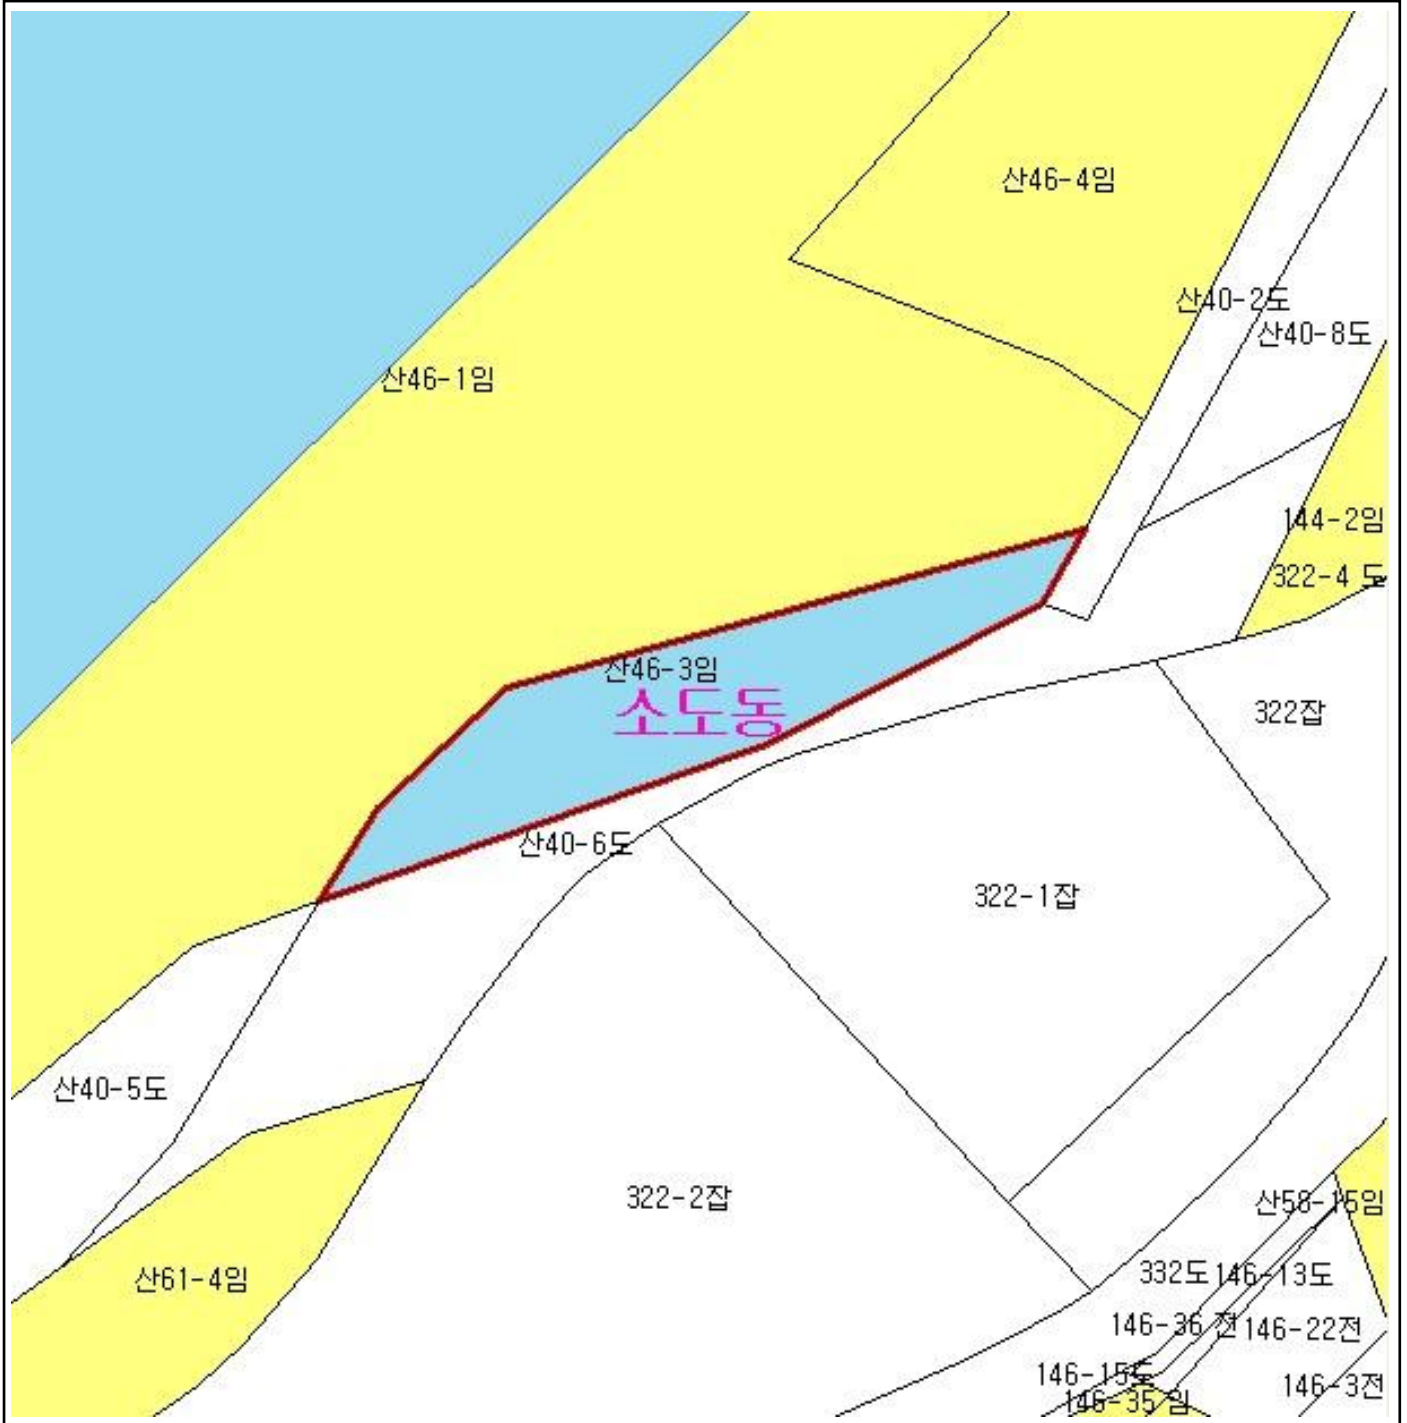 산46-4임
산40-2도
산40-8도
산46-1임
144-2임
322-4 도
산46-3임
소도동
322잡
산40-6도
322-1잡
산40-5도
322-2잡
산58-15임
산61-4임
332도
146-13도
146-36 전
146-22전
146-15도
146-3전
146-35 임